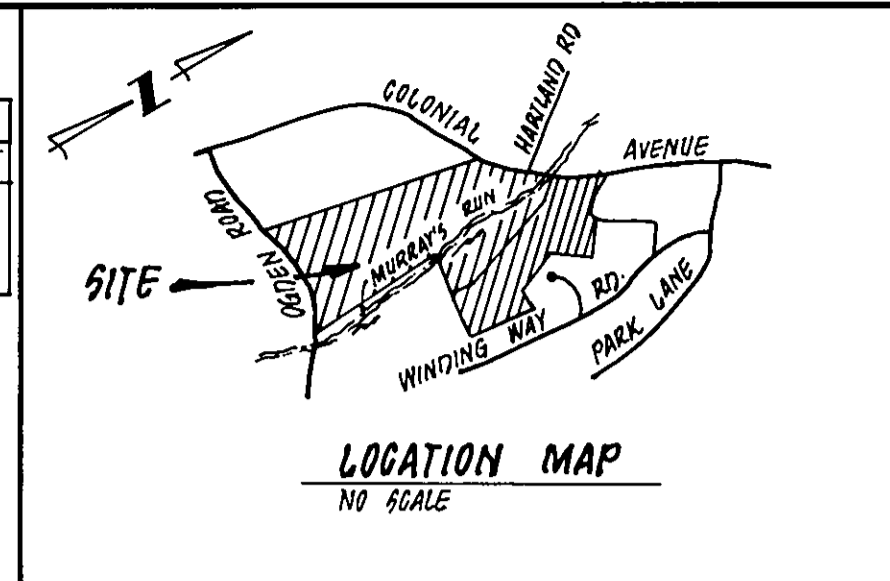 N
COLONIAL
HARTLAND RD
AVENUE
OGDEN ROAD
MURRAY'S RUN
SITE
WINDING WAY RD.
PARK LANE
LOCATION MAP
NO SCALE